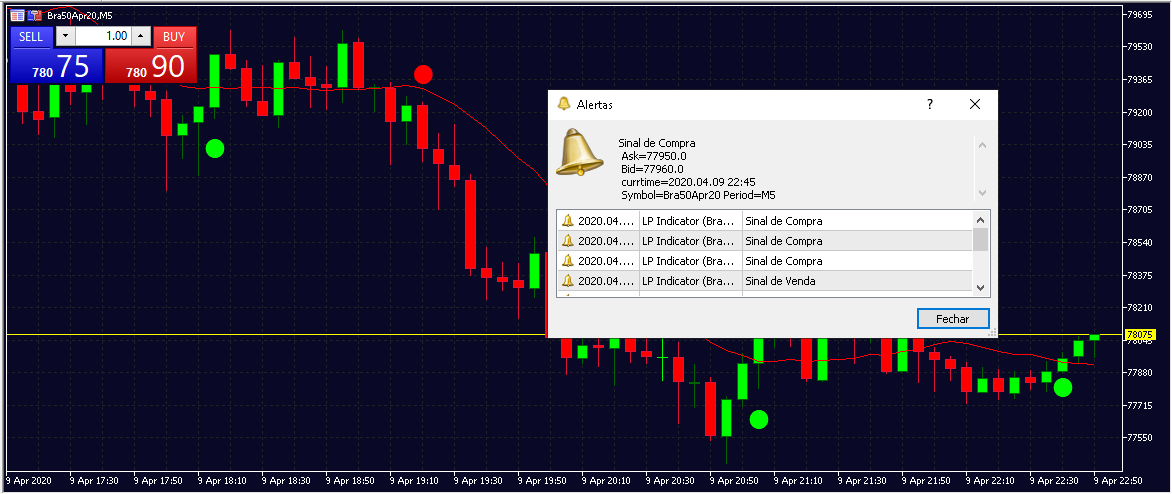 Bra50Apr20,M5
SELL 1.00 BUY
780 75 780 90
Alertas ?
Sinal de Compra
Ask=77950.0
Bid=77960.0
currtime=2020.04.09 22:45
Symbol=Bra50Apr20 Period=M5
2020.04.... LP Indicator (Bra... Sinal de Compra
2020.04.... LP Indicator (Bra... Sinal de Compra
2020.04.... LP Indicator (Bra... Sinal de Compra
2020.04.... LP Indicator (Bra... Sinal de Venda
Fechar
79695
79530
79365
79200
79035
78870
78705
78540
78375
78210
78075
78045
77880
77715
77550
9 Apr 2020 9 Apr 17:30 9 Apr 17:50 9 Apr 18:10 9 Apr 18:30 9 Apr 18:50 9 Apr 19:10 9 Apr 19:30 9 Apr 19:50 9 Apr 20:10 9 Apr 20:30 9 Apr 20:50 9 Apr 21:10 9 Apr 21:30 9 Apr 21:50 9 Apr 22:10 9 Apr 22:30 9 Apr 22:50